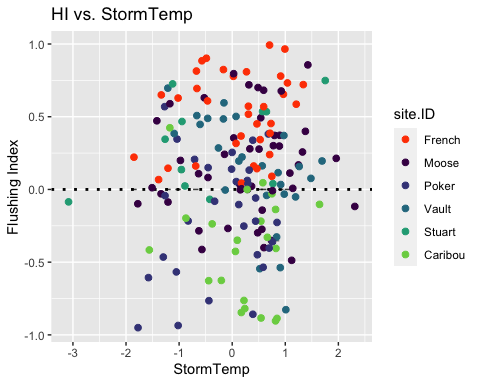 HI vs. StormTemp
Flushing Index
1.0
0.5
0.0
-0.5
-1.0
-3
-2
-1
0
1
2
StormTemp
site.ID
French
Moose
Poker
Vault
Stuart
Caribou